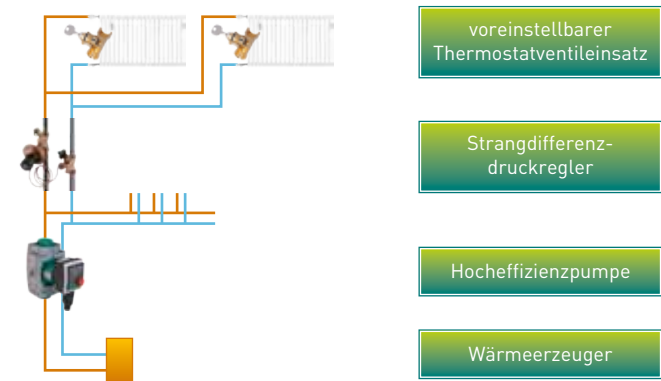 voreinstellbarer
Thermostatventileinsatz
Strangdifferenz-
druckregler
Hocheffizienzpumpe
Wärmeerzeuger